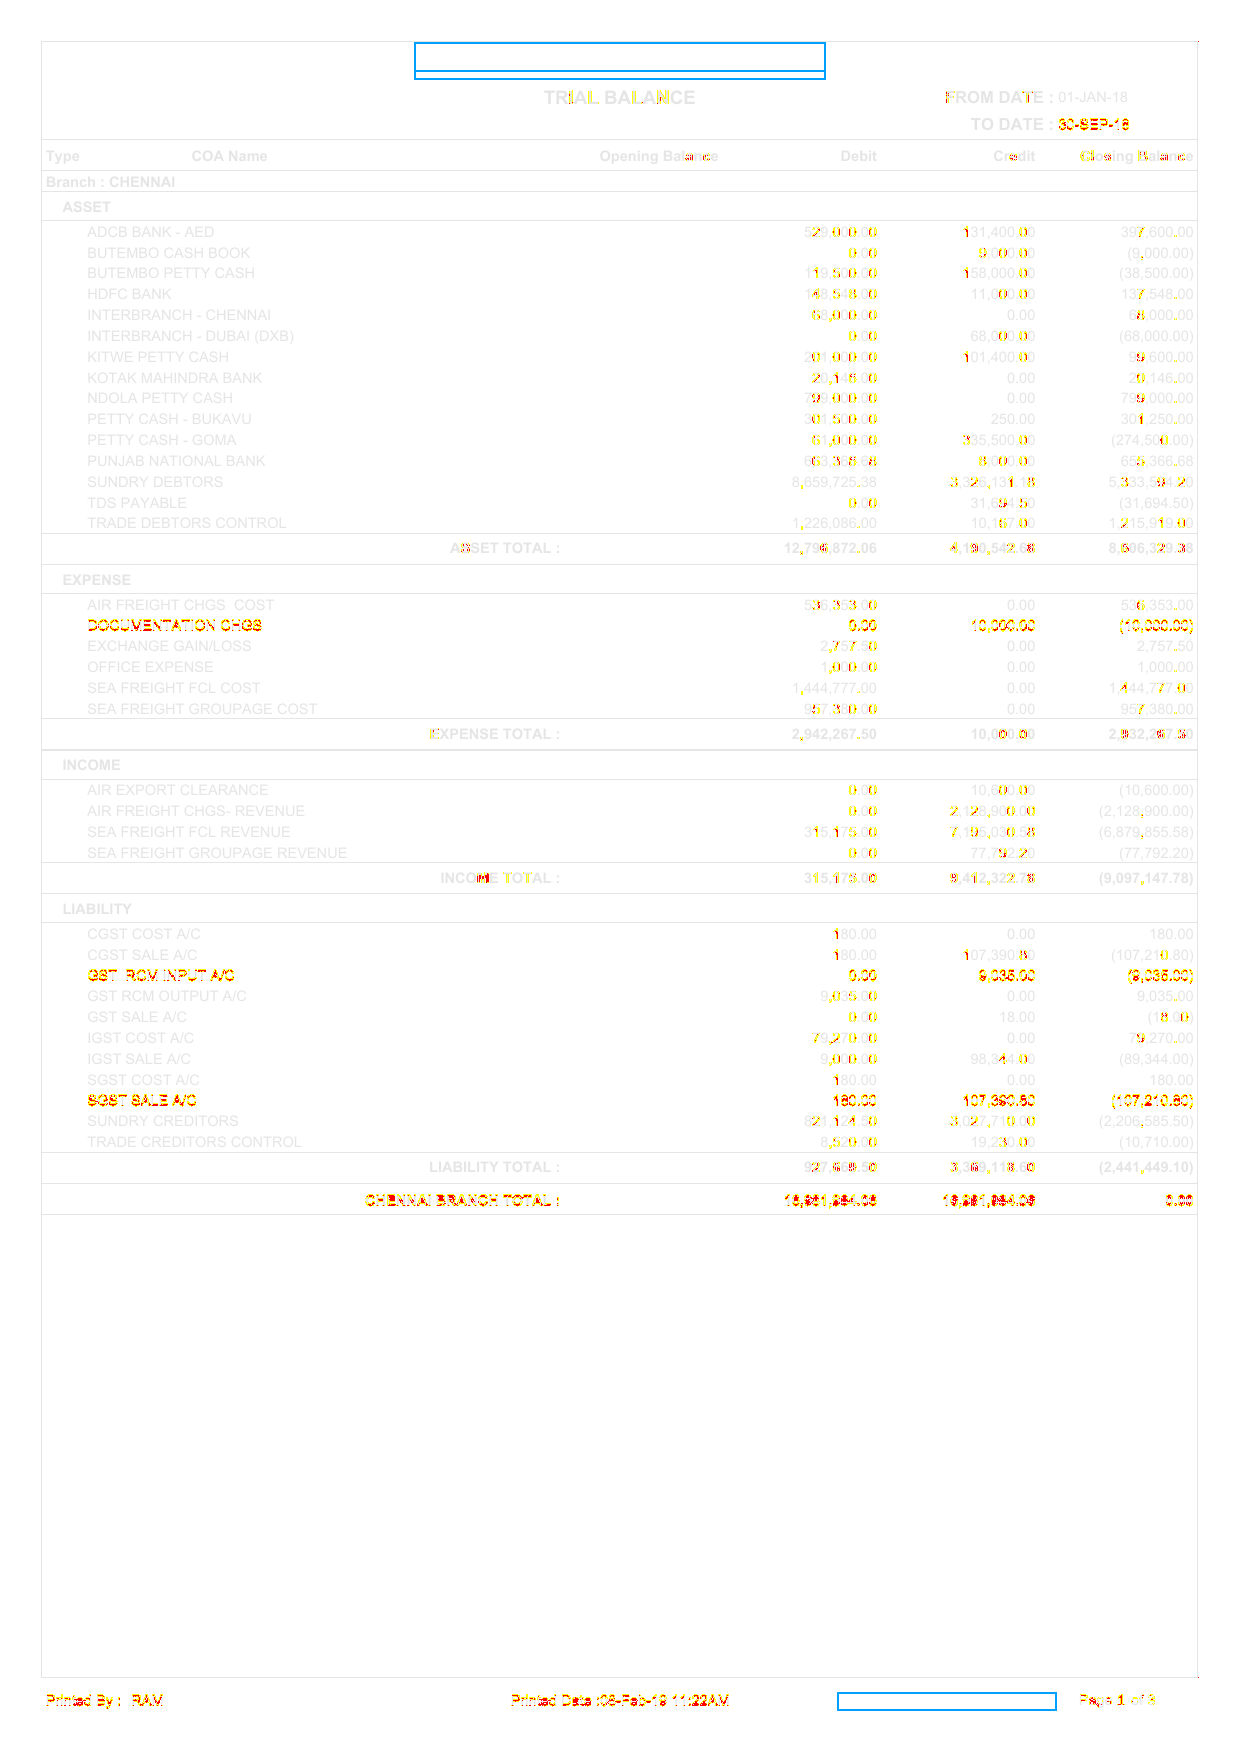 TRIAL BALANCE
FROM DATE : 01-JAN-18
TO DATE : 30-SEP-18
Type COA Name Opening Balance Debit Credit Closing Balance
Branch : CHENNAI
ASSET
ADCB BANK - AED 529,000.00 131,400.00 397,600.00
BUTEMBO CASH BOOK 0.00 9,000.00 (9,000.00)
BUTEMBO PETTY CASH 119,500.00 158,000.00 (38,500.00)
HDFC BANK 148,548.00 11,000.00 137,548.00
INTERBRANCH - CHENNAI 68,000.00 0.00 68,000.00
INTERBRANCH - DUBAI (DXB) 0.00 68,000.00 (68,000.00)
KITWE PETTY CASH 201,000.00 101,400.00 99,600.00
KOTAK MAHINDRA BANK 20,146.00 0.00 20,146.00
NDOLA PETTY CASH 799,000.00 0.00 799,000.00
PETTY CASH - BUKAVU 301,500.00 250.00 301,250.00
PETTY CASH - GOMA 61,000.00 335,500.00 (274,500.00)
PUNJAB NATIONAL BANK 663,366.68 8,000.00 655,366.68
SUNDRY DEBTORS 8,659,725.38 3,326,131.18 5,333,594.20
TDS PAYABLE 0.00 31,694.50 (31,694.50)
TRADE DEBTORS CONTROL 1,226,086.00 10,167.00 1,215,919.00
ASSET TOTAL : 12,796,872.06 4,190,542.68 8,606,329.38
EXPENSE
AIR FREIGHT CHGS COST 536,353.00 0.00 536,353.00
DOCUMENTATION CHGS 0.00 10,000.00 (10,000.00)
EXCHANGE GAIN/LOSS 2,757.50 0.00 2,757.50
OFFICE EXPENSE 1,000.00 0.00 1,000.00
SEA FREIGHT FCL COST 1,444,777.00 0.00 1,444,777.00
SEA FREIGHT GROUPAGE COST 957,380.00 0.00 957,380.00
EXPENSE TOTAL : 2,942,267.50 10,000.00 2,932,267.50
INCOME
AIR EXPORT CLEARANCE 0.00 10,600.00 (10,600.00)
AIR FREIGHT CHGS- REVENUE 0.00 2,128,900.00 (2,128,900.00)
SEA FREIGHT FCL REVENUE 315,175.00 7,195,030.58 (6,879,855.58)
SEA FREIGHT GROUPAGE REVENUE 0.00 77,792.20 (77,792.20)
INCOME TOTAL : 315,175.00 9,412,322.78 (9,097,147.78)
LIABILITY
CGST COST A/C 180.00 0.00 180.00
CGST SALE A/C 180.00 107,390.80 (107,210.80)
GST RCM INPUT A/C 0.00 9,035.00 (9,035.00)
GST RCM OUTPUT A/C 9,035.00 0.00 9,035.00
GST SALE A/C 0.00 18.00 (18.00)
IGST COST A/C 79,270.00 0.00 79,270.00
IGST SALE A/C 9,000.00 98,344.00 (89,344.00)
SGST COST A/C 180.00 0.00 180.00
SGST SALE A/C 180.00 107,390.80 (107,210.80)
SUNDRY CREDITORS 821,124.50 3,027,710.00 (2,206,585.50)
TRADE CREDITORS CONTROL 8,520.00 19,230.00 (10,710.00)
LIABILITY TOTAL : 927,669.50 3,369,118.60 (2,441,449.10)
CHENNAI BRANCH TOTAL : 16,981,984.06 16,981,984.06 0.00
Printed By : RAM Printed Date :08-Feb-19 11:22AM Page 1 of 3